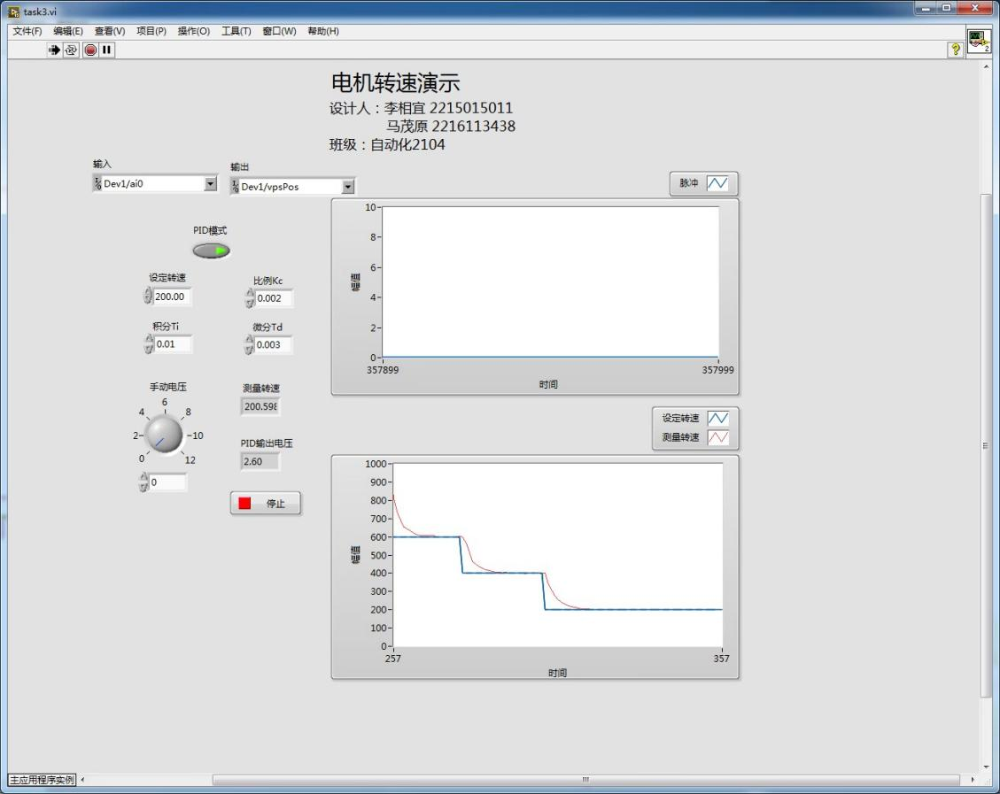 task3.vi
文件(F) 编辑(E) 查看(V) 项目(P) 操作(O) 工具(T) 窗口(W) 帮助(H)
?
2
电机转速演示
设计人：李相宜 2215015011
马茂原 2216113438
班级：自动化2104
输入
Dev1/ai0
输出
Dev1/vpsPos
PID模式
设定转速
200.00
比例Kc
0.002
积分Ti
0.01
微分Td
0.003
手动电压
0 2 4 6 8 10 12
0
测量转速
200.598
PID输出电压
2.60
停止
脉冲
幅值
10
8
6
4
2
0
357899 357999
时间
设定转速
测量转速
幅值
1000
900
800
700
600
500
400
300
200
100
0
257 357
时间
主应用程序实例